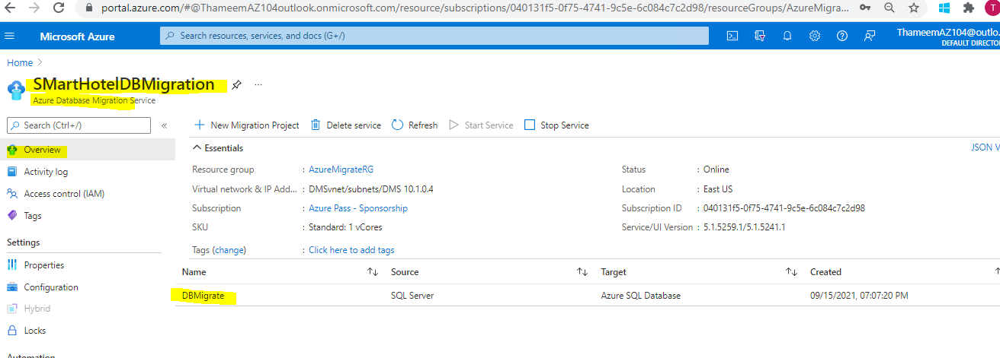 portal.azure.com/#@ThameemAZ104outlook.onmicrosoft.com/resource/subscriptions/040131f5-0f75-4741-9c5e-6c084c7c2d98/resourceGroups/AzureMigra...
T
Microsoft Azure
Search resources, services, and docs (G+/)
ThameemAZ104@outlo...
DEFAULT DIRECTO
Home >
SMartHotelDBMigration
...
Azure Database Migration Service
Search (Ctrl+/)
«
New Migration Project
Delete service
Refresh
Start Service
Stop Service
Overview
Activity log
Access control (IAM)
Tags
Settings
Properties
Configuration
Hybrid
Locks
Automation
Essentials
JSON V
Resource group : AzureMigrateRG
Virtual network & IP Add... : DMSvnet/subnets/DMS 10.1.0.4
Subscription : Azure Pass - Sponsorship
SKU : Standard: 1 vCores
Tags (change) : Click here to add tags
Status : Online
Location : East US
Subscription ID : 040131f5-0f75-4741-9c5e-6c084c7c2d98
Service/UI Version : 5.1.5259.1/5.1.5241.1
Name Source Target Created
DBMigrate SQL Server Azure SQL Database 09/15/2021, 07:07:20 PM